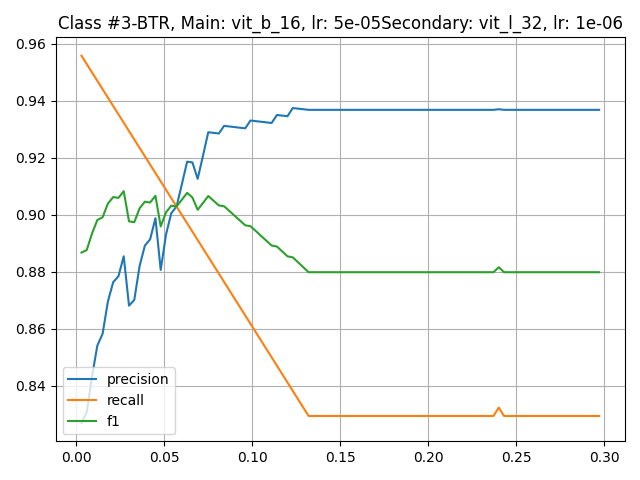 Class #3-BTR, Main: vit_b_16, lr: 5e-05Secondary: vit_l_32, lr: 1e-06
0.96
0.94
0.92
0.90
0.88
0.86
0.84
precision
recall
f1
0.00 0.05 0.10 0.15 0.20 0.25 0.30